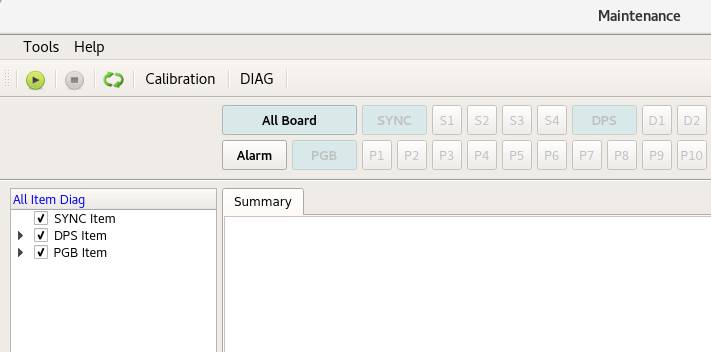 Maintenance
Tools Help
Calibration DIAG
All Board SYNC S1 S2 S3 S4 DPS D1 D2
Alarm PGB P1 P2 P3 P4 P5 P6 P7 P8 P9 P10
All Item Diag
SYNC Item
DPS Item
PGB Item
Summary